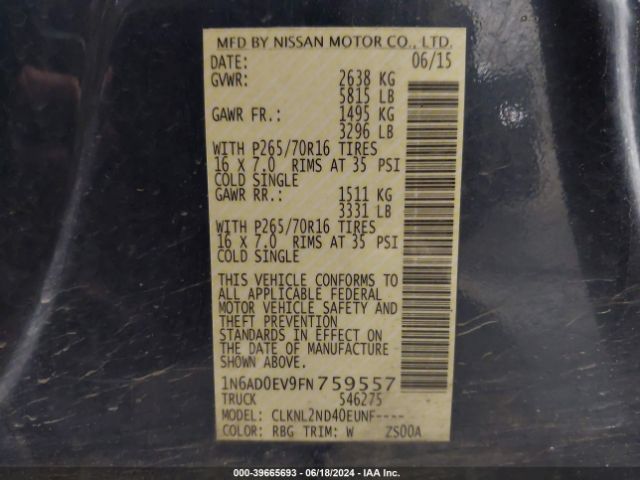 MFD BY NISSAN MOTOR CO., LTD.
DATE: 06/15
GVWR: 2638 KG
5815 LB
GAWR FR.: 1495 KG
3296 LB
WITH P265/70R16 TIRES
16 X 7.0 RIMS AT 35 PSI
COLD SINGLE
GAWR RR.: 1511 KG
3331 LB
WITH P265/70R16 TIRES
16 X 7.0 RIMS AT 35 PSI
COLD SINGLE
THIS VEHICLE CONFORMS TO
ALL APPLICABLE FEDERAL
MOTOR VEHICLE SAFETY AND
THEFT PREVENTION
STANDARDS IN EFFECT ON
THE DATE OF MANUFACTURE
SHOWN ABOVE.
1N6AD0EV9FN759557
TRUCK 546275
MODEL: CLKNL2ND40EUNF----
COLOR: RBG TRIM: W ZS00A
000-39665693 - 06/18/2024 - IAA Inc.